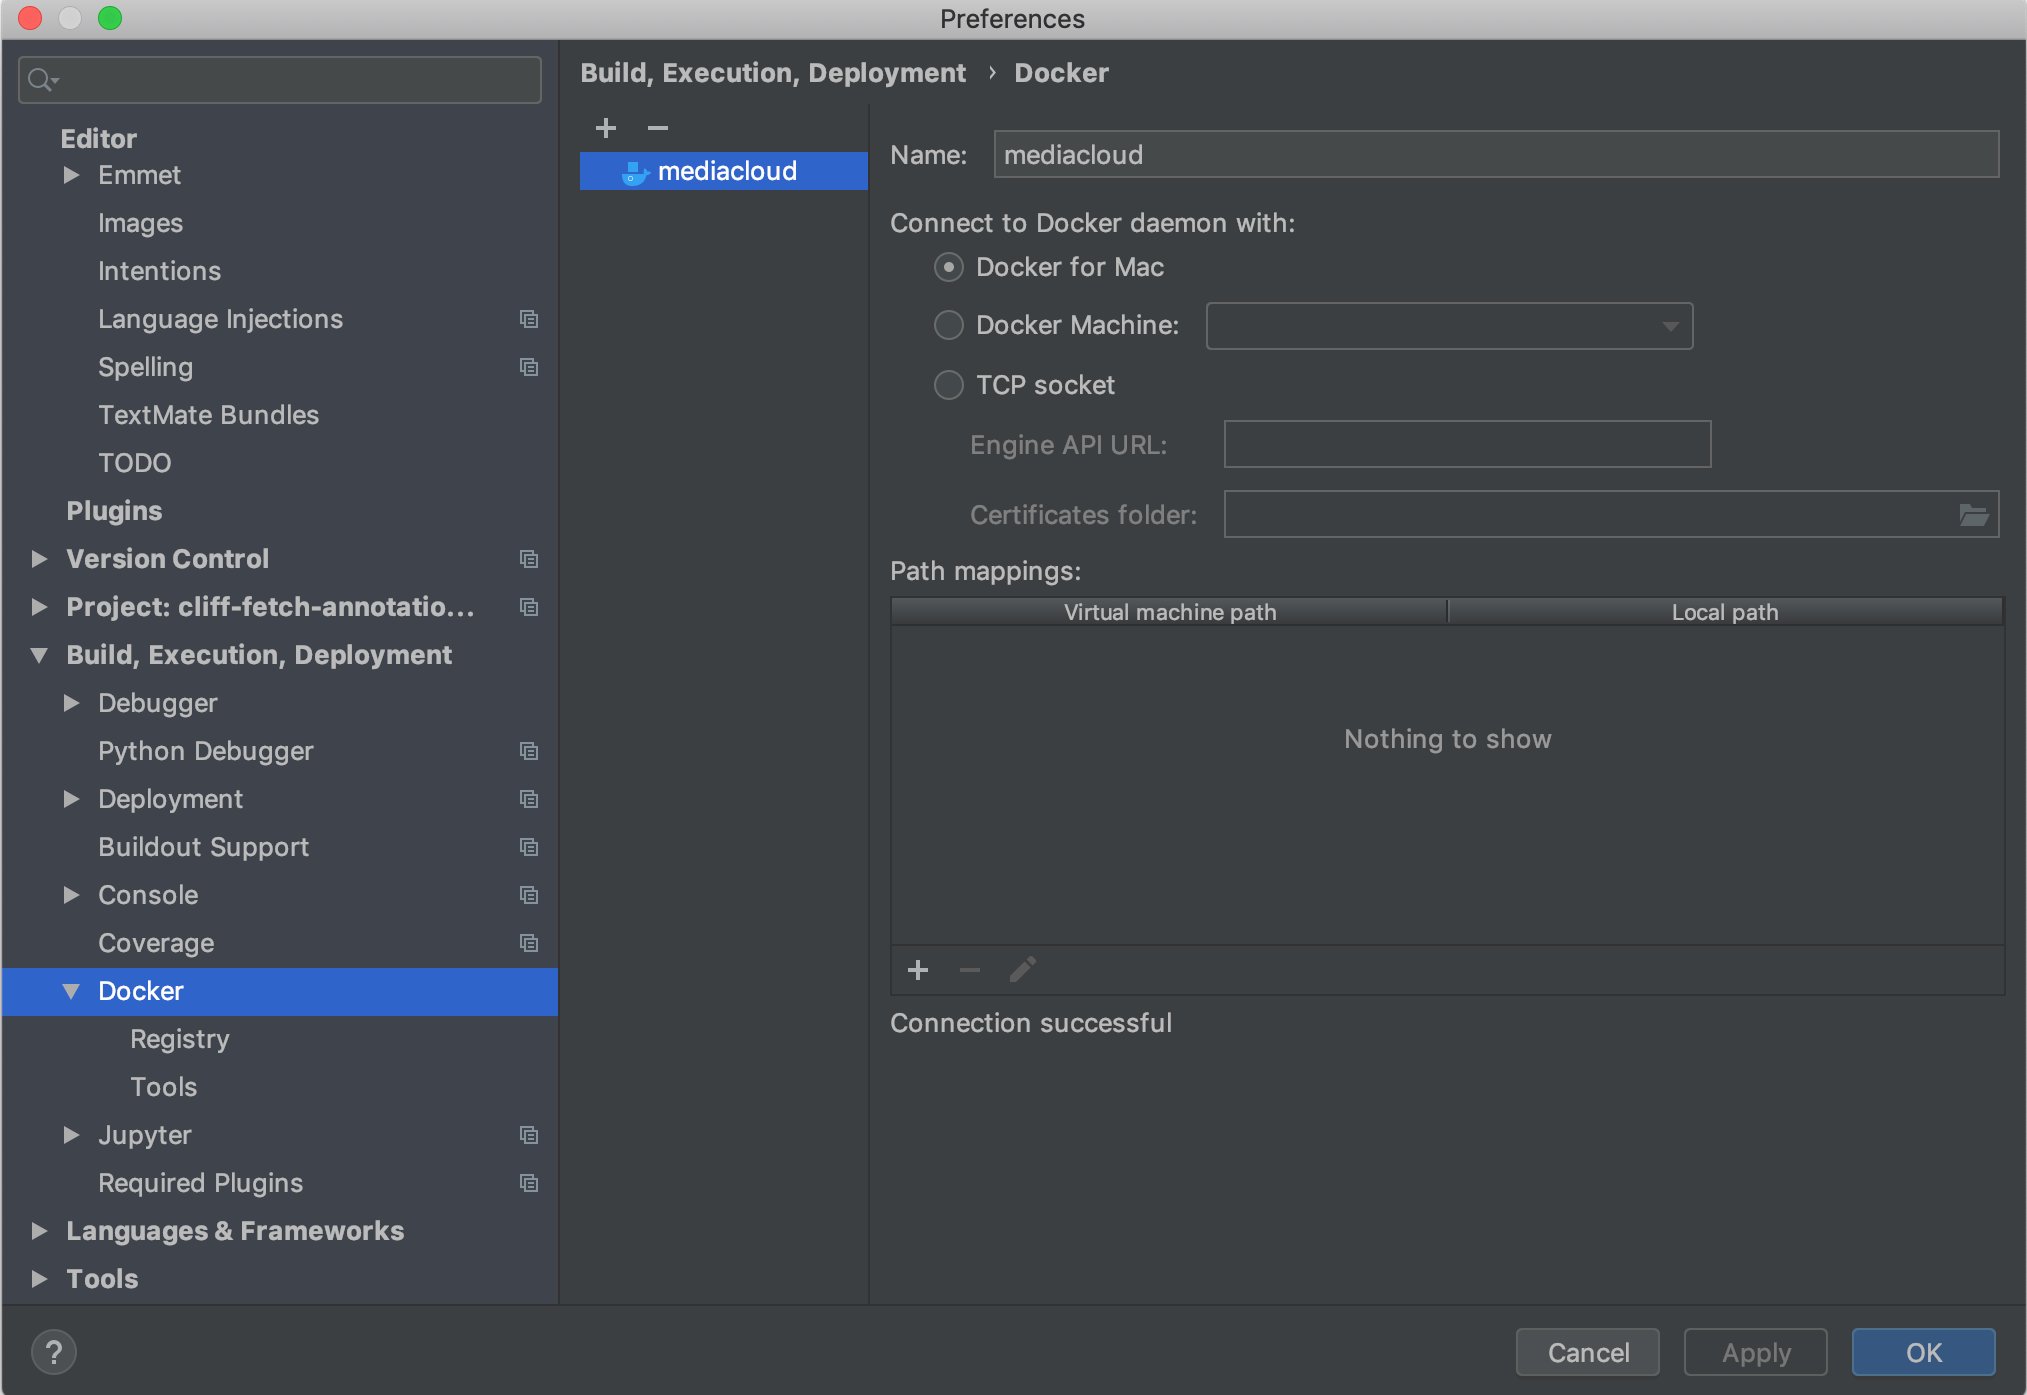 Preferences
Editor
Emmet
Images
Intentions
Language Injections
Spelling
TextMate Bundles
TODO
Plugins
Version Control
Project: cliff-fetch-annotatio...
Build, Execution, Deployment
Debugger
Python Debugger
Deployment
Buildout Support
Console
Coverage
Docker
Registry
Tools
Jupyter
Required Plugins
Languages & Frameworks
Tools
Build, Execution, Deployment › Docker
mediacloud
Name: mediacloud
Connect to Docker daemon with:
Docker for Mac
Docker Machine:
TCP socket
Engine API URL:
Certificates folder:
Path mappings:
Virtual machine path Local path
Nothing to show
Connection successful
? Cancel Apply OK